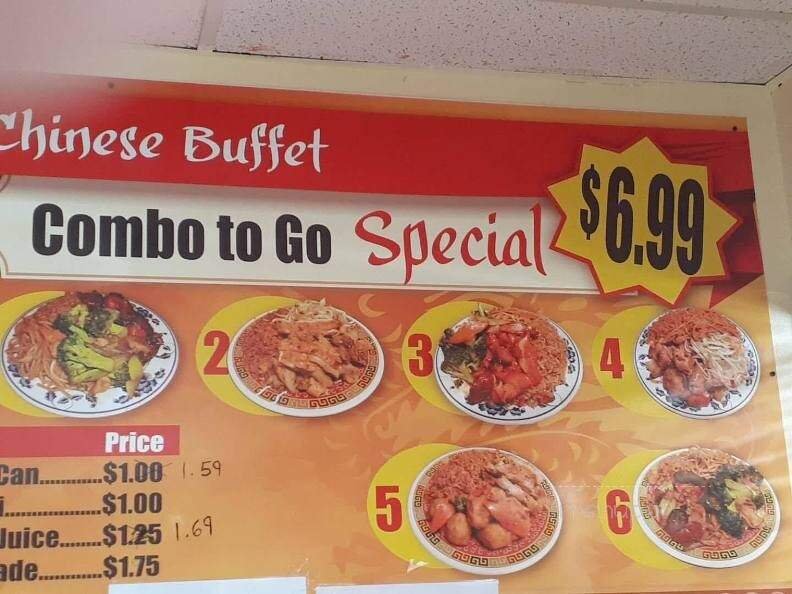 Chinese Buffet
Combo to Go Special $6.99
2 3 4
Price
Can............$1.00 1.59
i..................$1.00
Juice.........$1.25 1.69
ade.............$1.75
5 6